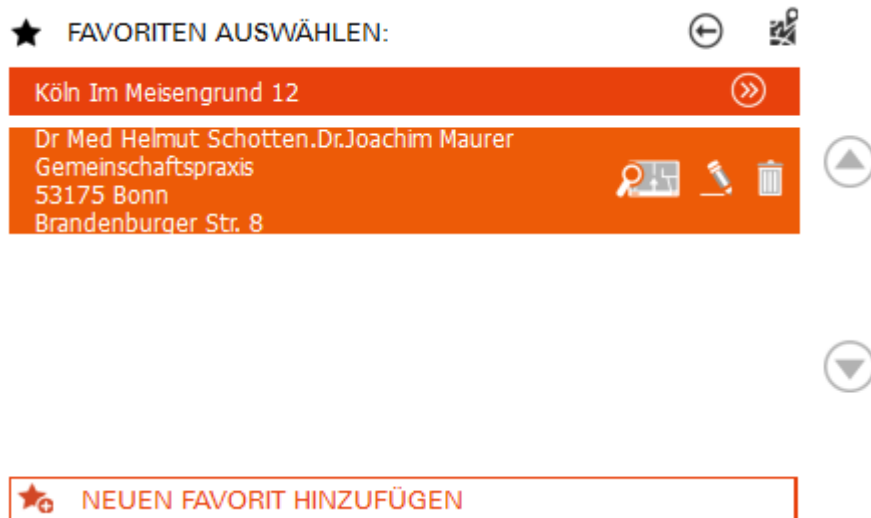 FAVORITEN AUSWÄHLEN:
Köln Im Meisengrund 12
Dr Med Helmut Schotten.Dr.Joachim Maurer
Gemeinschaftspraxis
53175 Bonn
Brandenburger Str. 8
NEUEN FAVORIT HINZUFÜGEN